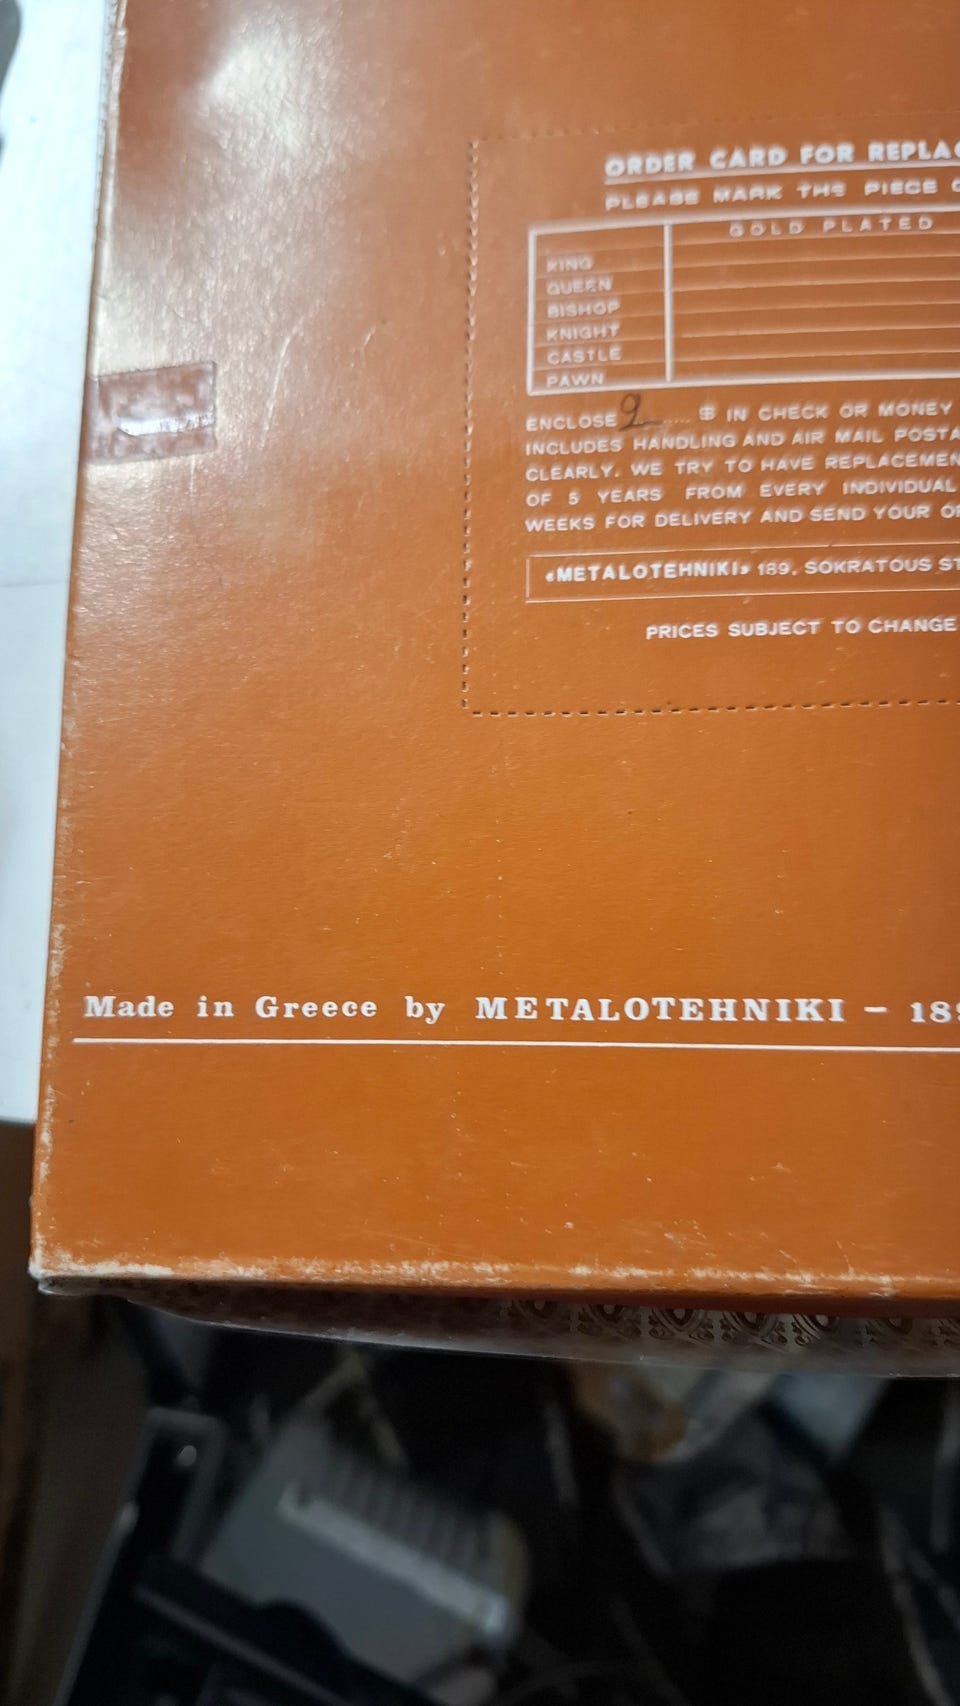 ORDER CARD FOR REPLAC
PLEASE MARK THE PIECE
GOLD PLATED
KING
QUEEN
BISHOP
KNIGHT
CASTLE
PAWN
ENCLOSE 9 ..... $ IN CHECK OR MONEY
INCLUDES HANDLING AND AIR MAIL POSTA
CLEARLY. WE TRY TO HAVE REPLACEMEN
OF 5 YEARS FROM EVERY INDIVIDUAL
WEEKS FOR DELIVERY AND SEND YOUR OR
«METALOTEHNIKI» 189, SOKRATOUS ST
PRICES SUBJECT TO CHANGE
Made in Greece by METALOTEHNIKI – 189